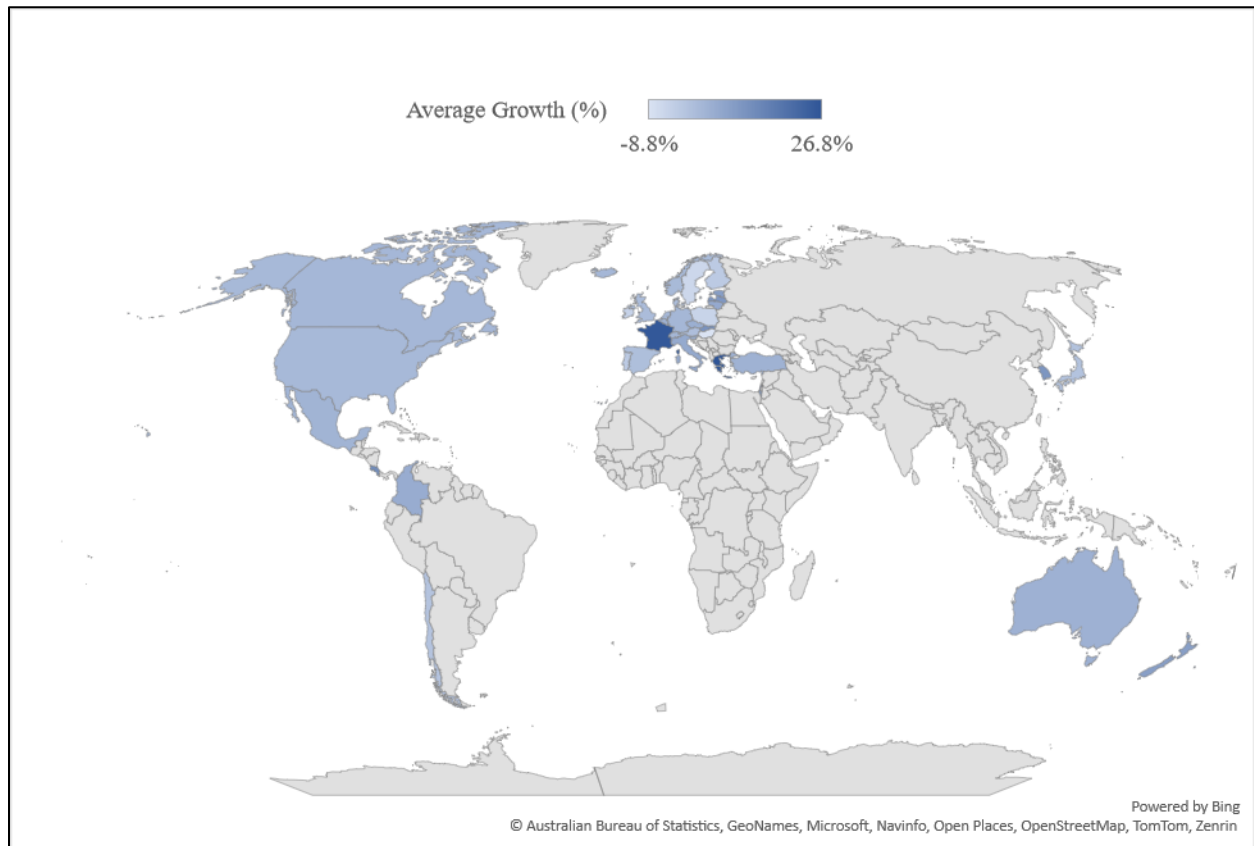 Average Growth (%)
-8.8% 26.8%
Powered by Bing
© Australian Bureau of Statistics, GeoNames, Microsoft, Navinfo, Open Places, OpenStreetMap, TomTom, Zenrin